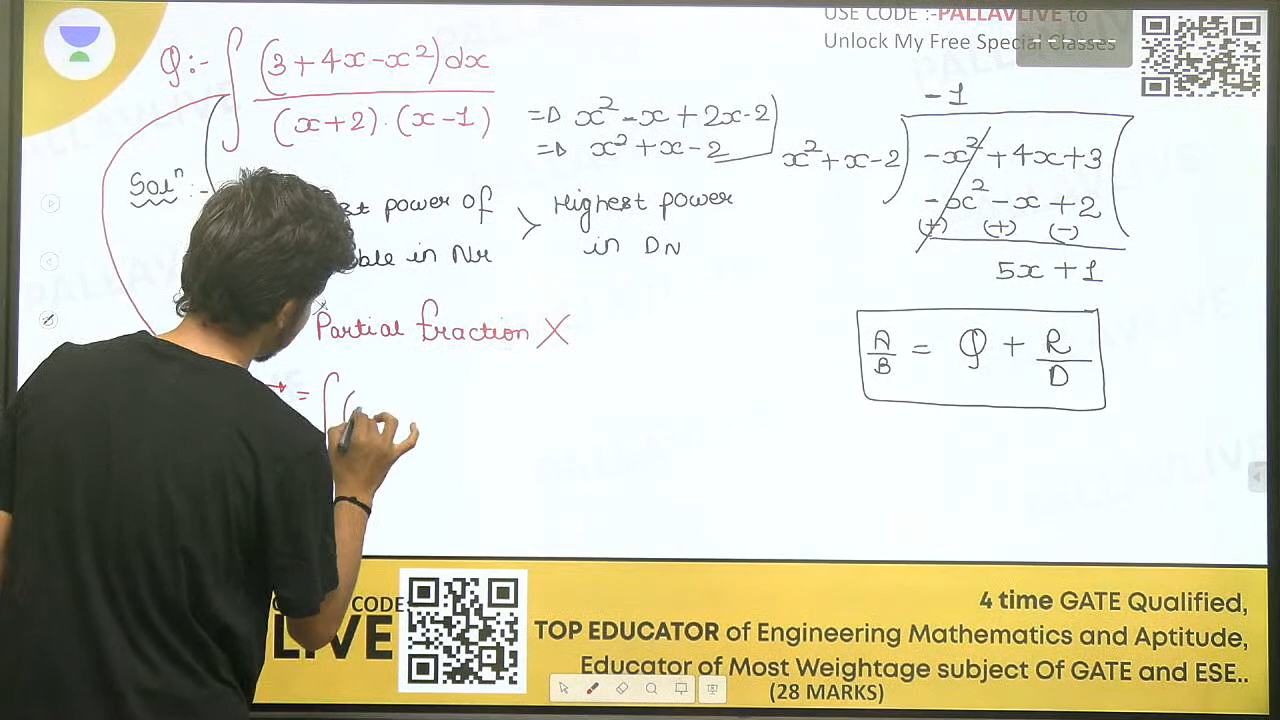 USE CODE :-PALLAVLIVE to
Unlock My Free Special Classes
Q:- ∫ (3+4x-x²)dx
(x+2).(x-1)
=D x²-x+2x-2
=D x²+x-2
Solⁿ:-
power of > Highest power
in Nr in DN
Partial fraction X
= ∫ (
-1
x²+x-2) -x²+4x+3
-x²-x+2
(+) (+) (-)
5x+1
A/B = Q + R/D
CODE:
LIVE
4 time GATE Qualified,
TOP EDUCATOR of Engineering Mathematics and Aptitude,
Educator of Most Weightage subject Of GATE and ESE..
(28 MARKS)